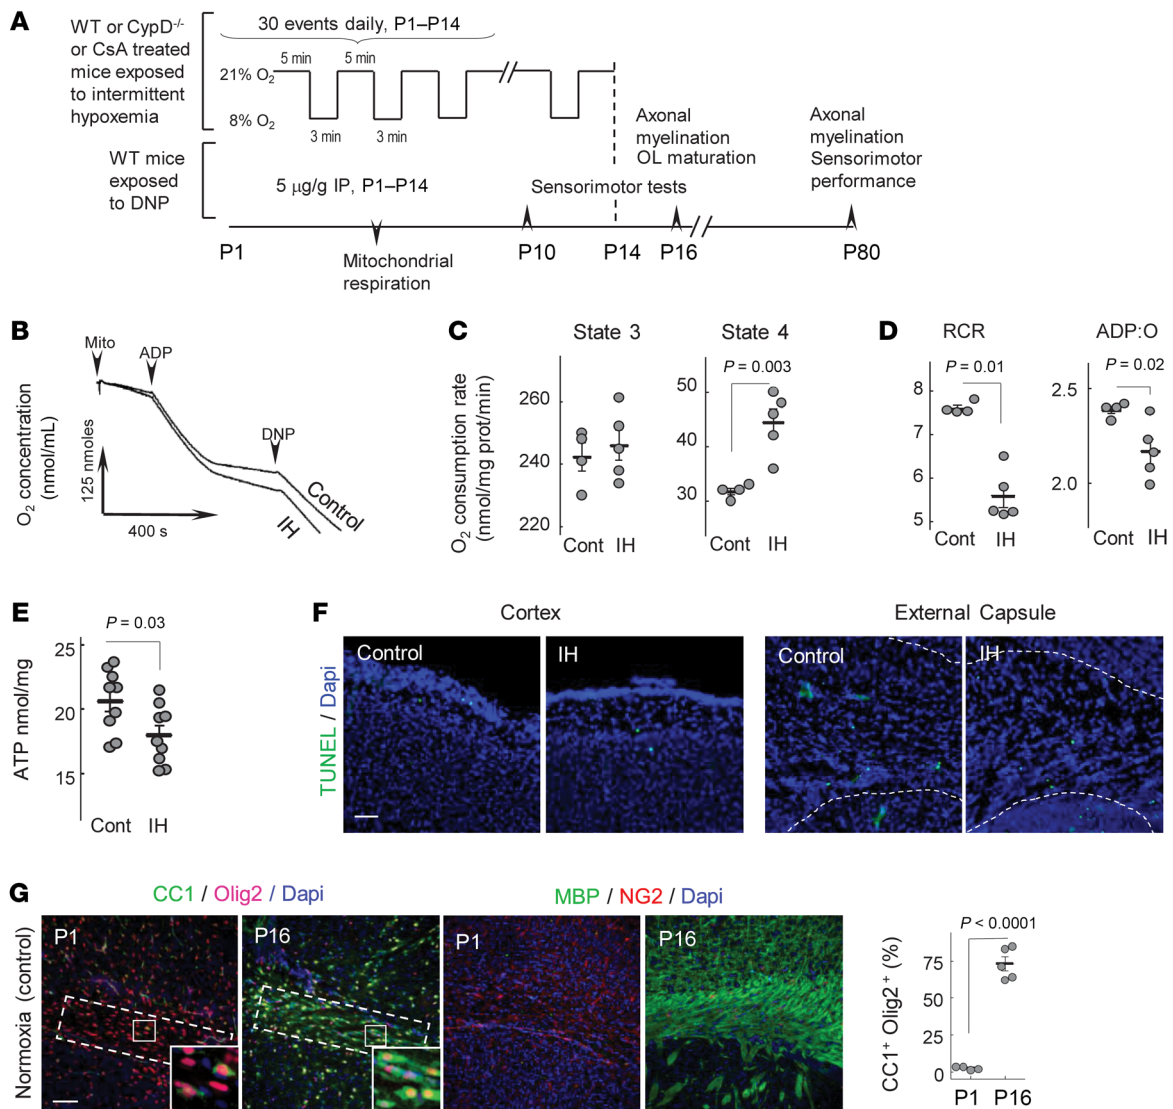 A
WT or CypD-/-
or CsA treated
mice exposed
to intermittent
hypoxemia
30 events daily, P1–P14
5 min
5 min
21% O2
8% O2
3 min
3 min
WT mice
exposed
to DNP
5 µg/g IP, P1–P14
Axonal
myelination
OL maturation
Axonal
myelination
Sensorimotor
performance
Sensorimotor tests
P1
P10
P14
P16
P80
Mitochondrial
respiration
B
Mito
ADP
DNP
O2 concentration
(nmol/mL)
125 nmoles
400 s
IH
Control
C
State 3
State 4
O2 consumption rate
(nmol/mg prot/min)
260
240
220
Cont
IH
P = 0.003
50
40
30
Cont
IH
D
RCR
ADP:O
P = 0.01
8
7
6
5
Cont
IH
P = 0.02
2.5
2.0
Cont
IH
E
P = 0.03
ATP nmol/mg
25
20
15
Cont
IH
F
Cortex
External Capsule
TUNEL / Dapi
Control
IH
Control
IH
G
CC1 / Olig2 / Dapi
MBP / NG2 / Dapi
Normoxia (control)
P1
P16
P1
P16
P < 0.0001
CC1+ Olig2+ (%)
75
50
25
0
P1
P16